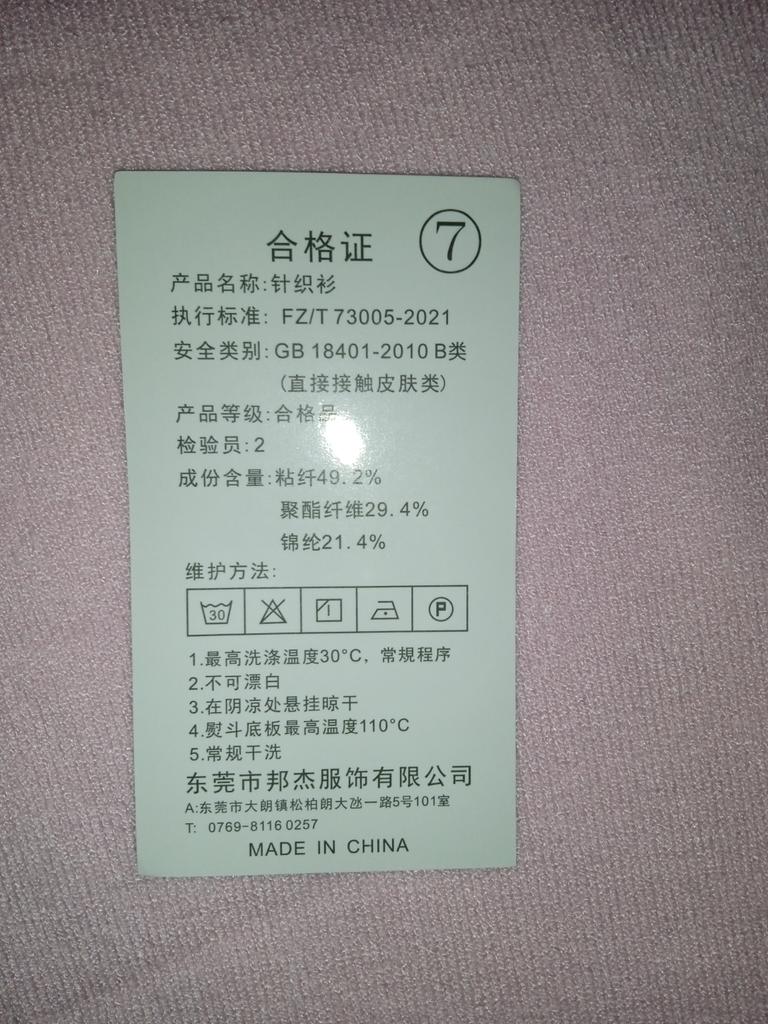 合格证 ⑦
产品名称:针织衫
执行标准: FZ/T 73005-2021
安全类别:GB 18401-2010 B类
(直接接触皮肤类)
产品等级:合格品
检验员:2
成份含量:粘纤49.2%
聚酯纤维29.4%
锦纶21.4%
维护方法:
30 P
1.最高洗涤温度30°C，常规程序
2.不可漂白
3.在阴凉处悬挂晾干
4.熨斗底板最高温度110°C
5.常规干洗
东莞市邦杰服饰有限公司
A:东莞市大朗镇松柏朗大氹一路5号101室
T: 0769-8116 0257
MADE IN CHINA